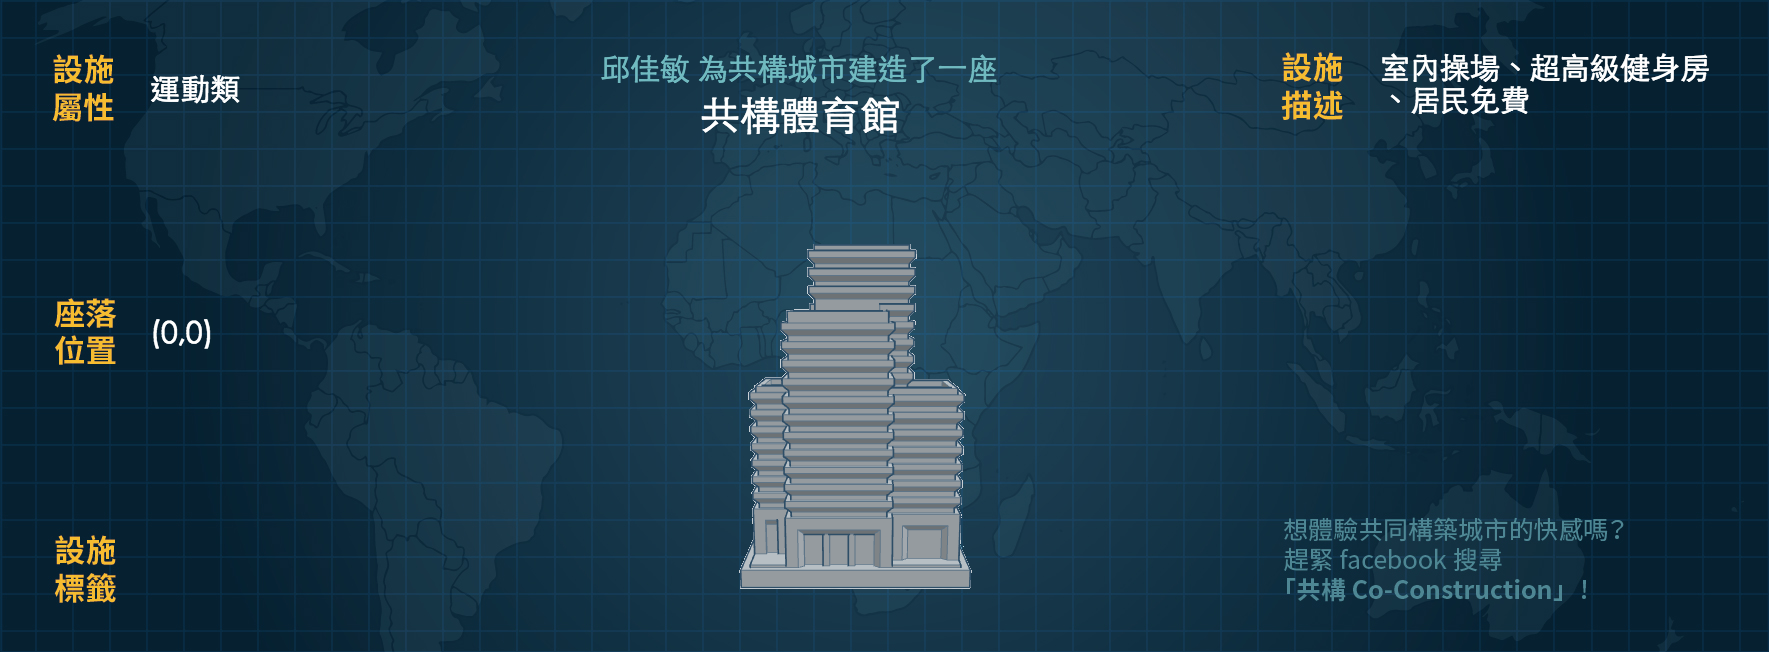 設施
屬性
運動類
邱佳敏 為共構城市建造了一座
共構體育館
設施
描述
室內操場、超高級健身房
、居民免費
座落
位置
(0,0)
設施
標籤
想體驗共同構築城市的快感嗎?
趕緊 facebook 搜尋
「共構 Co-Construction」!